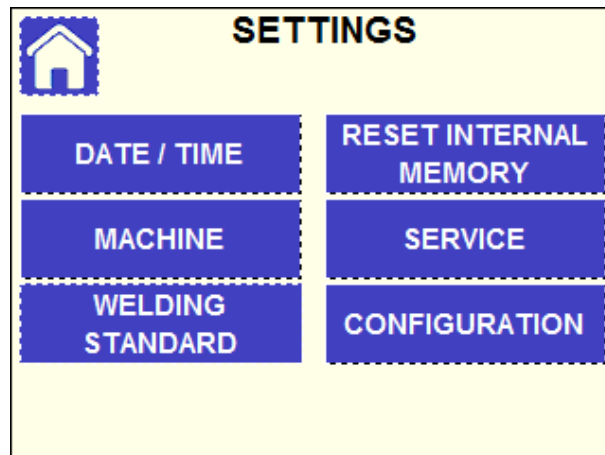 SETTINGS
DATE / TIME
RESET INTERNAL
MEMORY
MACHINE
SERVICE
WELDING
STANDARD
CONFIGURATION